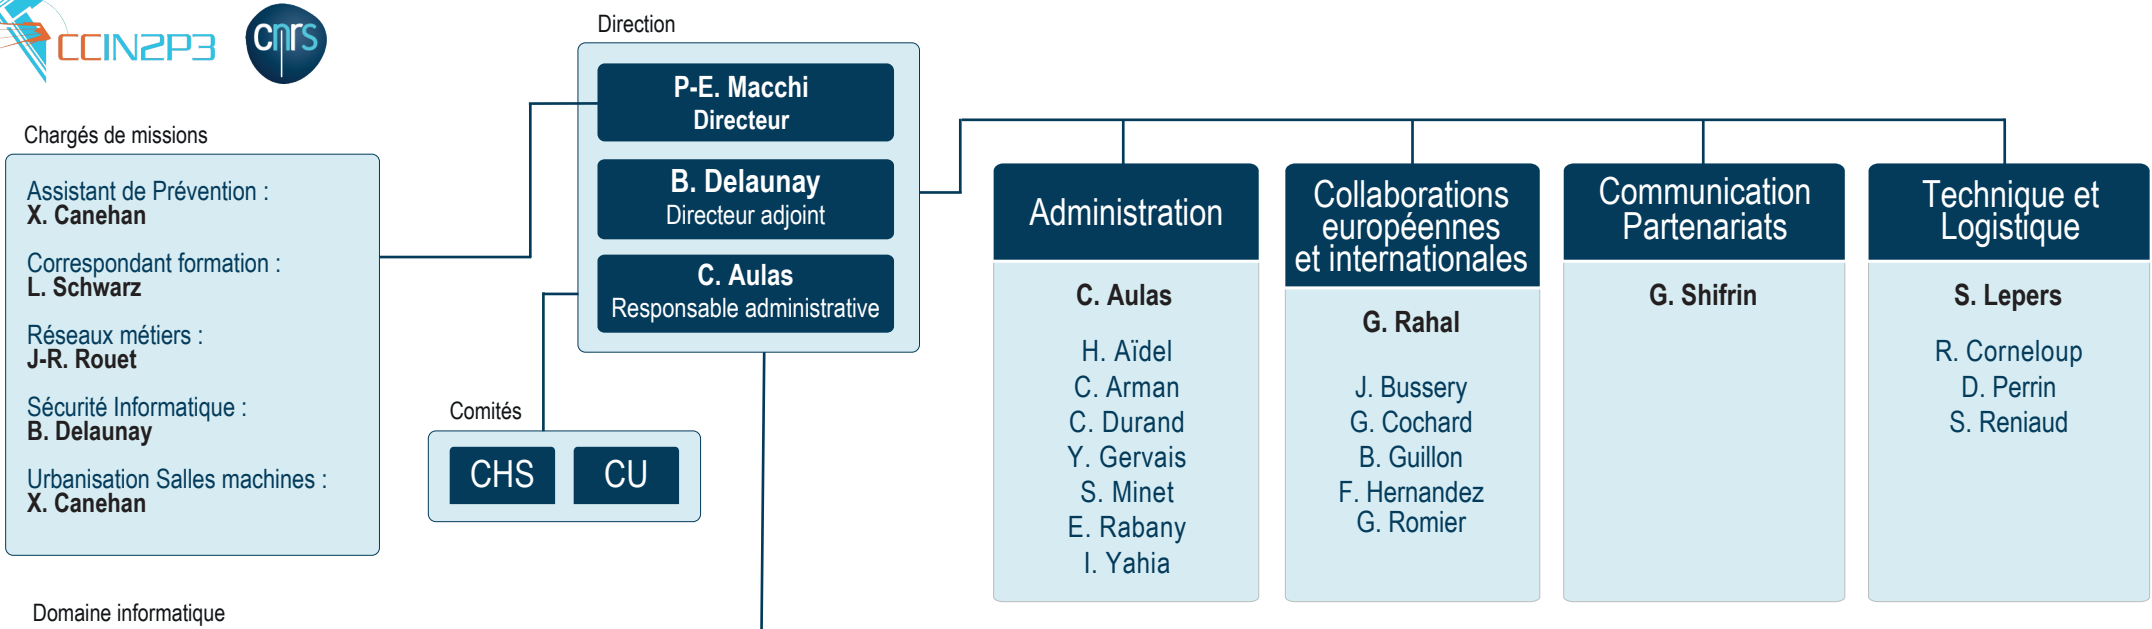 CCIN2P3
cnrs
Direction
P-E. Macchi
Directeur
B. Delaunay
Directeur adjoint
C. Aulas
Responsable administrative
Chargés de missions
Assistant de Prévention :
X. Canehan
Correspondant formation :
L. Schwarz
Réseaux métiers :
J-R. Rouet
Sécurité Informatique :
B. Delaunay
Urbanisation Salles machines :
X. Canehan
Comités
CHS
CU
Administration
C. Aulas
H. Aïdel
C. Arman
C. Durand
Y. Gervais
S. Minet
E. Rabany
I. Yahia
Collaborations
européennes
et internationales
G. Rahal
J. Bussery
G. Cochard
B. Guillon
F. Hernandez
G. Romier
Communication
Partenariats
G. Shifrin
Technique et
Logistique
S. Lepers
R. Corneloup
D. Perrin
S. Reniaud
Domaine informatique